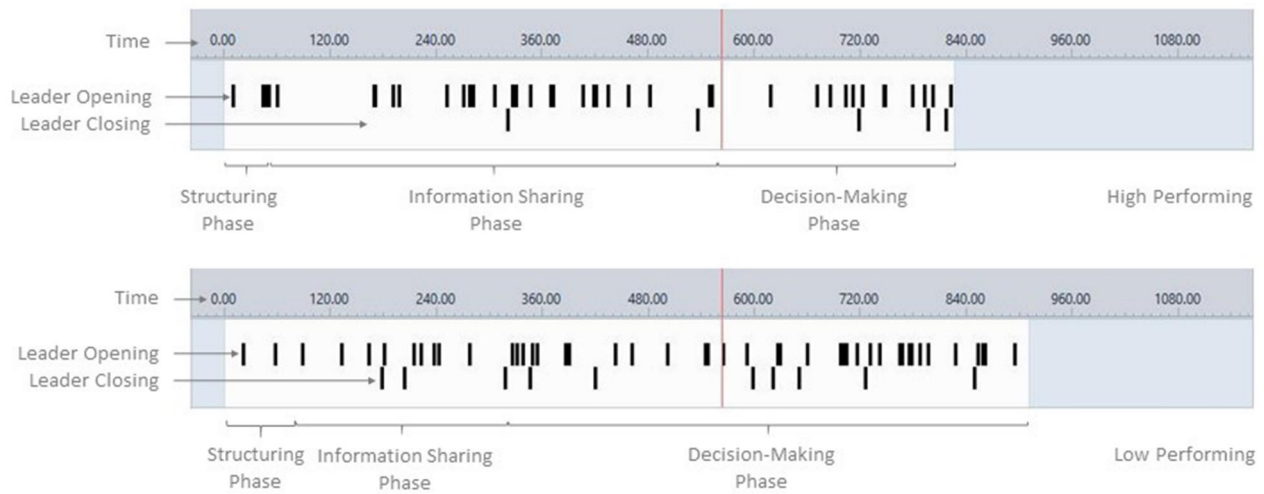 Time 0.00 120.00 240.00 360.00 480.00 600.00 720.00 840.00 960.00 1080.00
Leader Opening
Leader Closing
Structuring Phase
Information Sharing Phase
Decision-Making Phase
High Performing
Time 0.00 120.00 240.00 360.00 480.00 600.00 720.00 840.00 960.00 1080.00
Leader Opening
Leader Closing
Structuring Phase
Information Sharing Phase
Decision-Making Phase
Low Performing